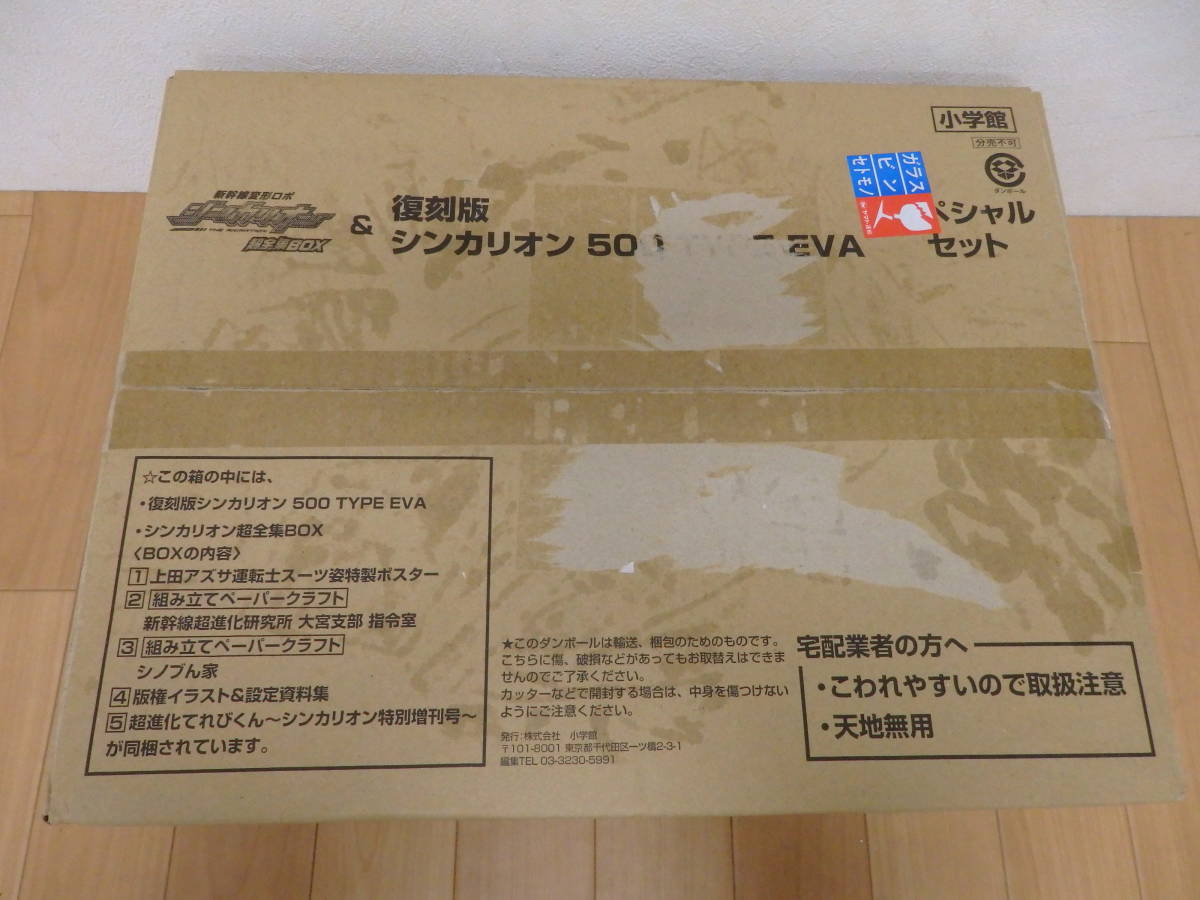 小学館
分売不可
ダンボール
新幹線変形ロボ
シンカリオン
THE ANIMATION
超全集BOX
&
復刻版
シンカリオン 500 TYPE EVA
ペシャル
セット
ガラス
ビン
セトモノ
ヤマト運輸
☆この箱の中には、
・復刻版シンカリオン 500 TYPE EVA
・シンカリオン超全集BOX
〈BOXの内容〉
1 上田アズサ運転士スーツ姿特製ポスター
2 組み立てペーパークラフト
新幹線超進化研究所 大宮支部 指令室
3 組み立てペーパークラフト
シノブん家
4 版権イラスト&設定資料集
5 超進化てれびくん〜シンカリオン特別増刊号〜
が同梱されています。
★このダンボールは輸送、梱包のためのものです。
こちらに傷、破損などがあってもお取替えはできま
せんのでご了承ください。
カッターなどで開封する場合は、中身を傷つけない
ようにご注意ください。
発行:株式会社 小学館
〒101-8001 東京都千代田区一ツ橋2-3-1
編集TEL 03-3230-5991
宅配業者の方へ
・こわれやすいので取扱注意
・天地無用